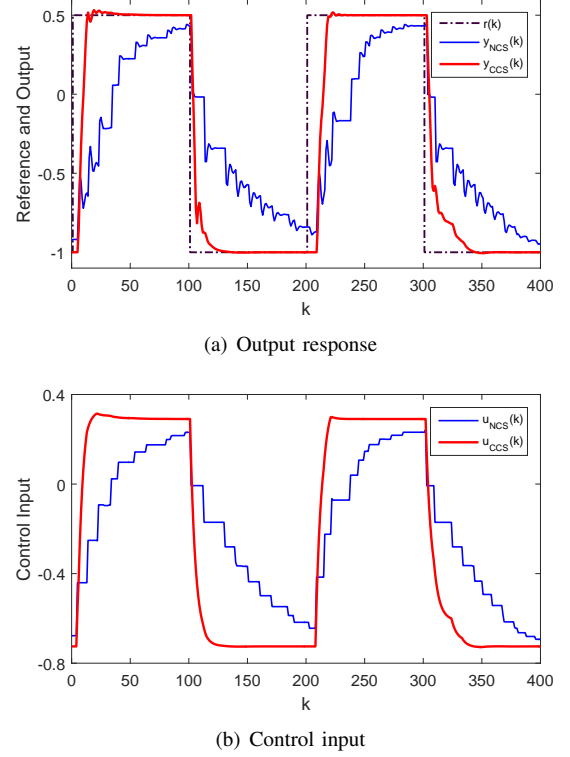 0.5
0
-0.5
-1
Reference and Output
r(k)
y_NCS(k)
y_CCS(k)
0 50 100 150 200 250 300 350 400
k
(a) Output response
0.4
0
-0.4
-0.8
Control Input
u_NCS(k)
u_CCS(k)
0 50 100 150 200 250 300 350 400
k
(b) Control input